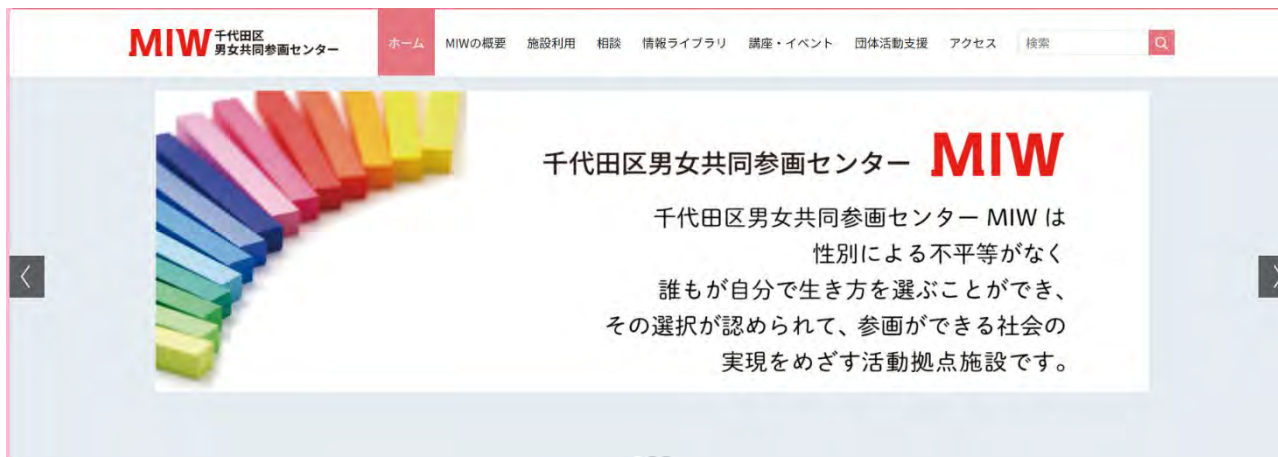 MIW 千代田区
男女共同参画センター
ホーム MIWの概要 施設利用 相談 情報ライブラリ 講座・イベント 団体活動支援 アクセス 検索
千代田区男女共同参画センター MIW
千代田区男女共同参画センター MIW は
性別による不平等がなく
誰もが自分で生き方を選ぶことができ、
その選択が認められて、参画ができる社会の
実現をめざす活動拠点施設です。